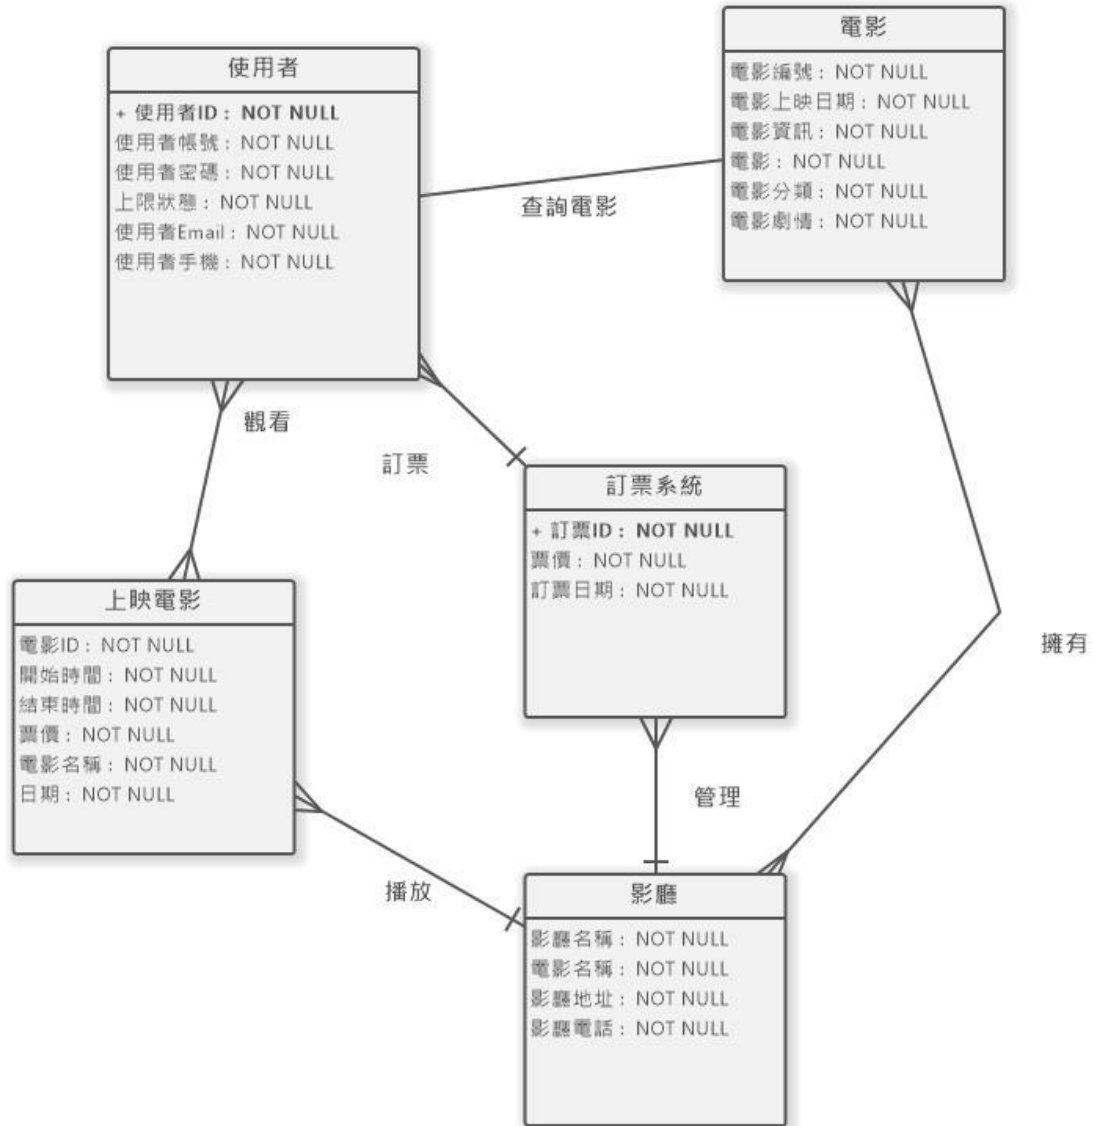 使用者
+ 使用者ID : NOT NULL
使用者帳號 : NOT NULL
使用者密碼 : NOT NULL
上限狀態 : NOT NULL
使用者Email : NOT NULL
使用者手機 : NOT NULL
電影
電影編號 : NOT NULL
電影上映日期 : NOT NULL
電影資訊 : NOT NULL
電影 : NOT NULL
電影分類 : NOT NULL
電影劇情 : NOT NULL
查詢電影
觀看
訂票
訂票系統
+ 訂票ID : NOT NULL
票價 : NOT NULL
訂票日期 : NOT NULL
上映電影
電影ID : NOT NULL
開始時間 : NOT NULL
結束時間 : NOT NULL
票價 : NOT NULL
電影名稱 : NOT NULL
日期 : NOT NULL
擁有
管理
播放
影廳
影廳名稱 : NOT NULL
電影名稱 : NOT NULL
影廳地址 : NOT NULL
影廳電話 : NOT NULL